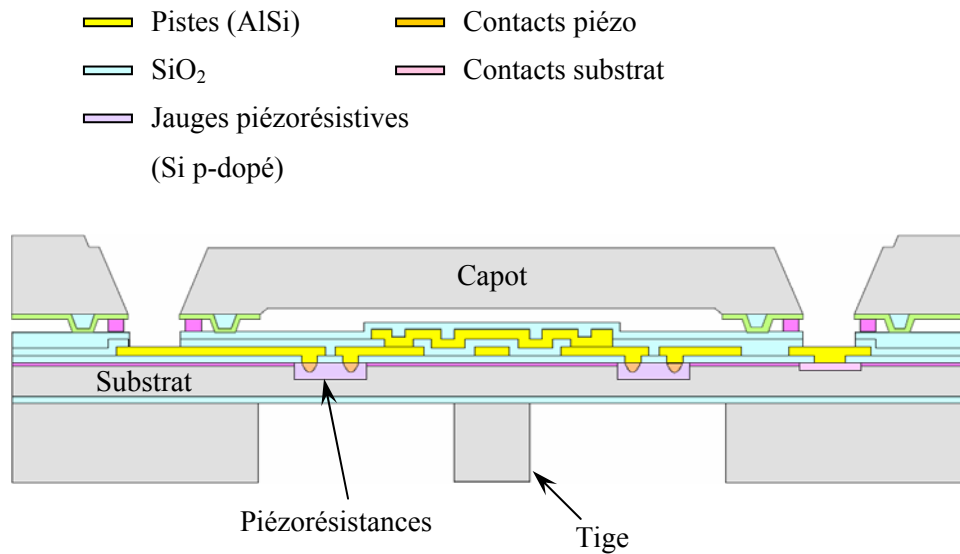 Pistes (AlSi)
Contacts piézo
SiO₂
Contacts substrat
Jauges piézorésistives
(Si p-dopé)
Capot
Substrat
Piézorésistances
Tige